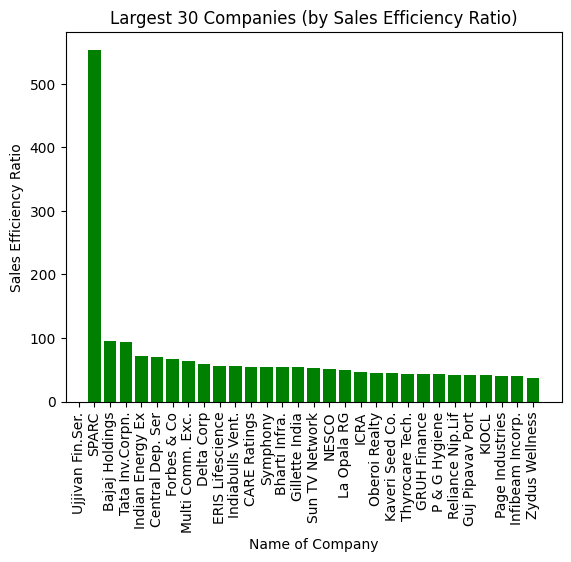 Largest 30 Companies (by Sales Efficiency Ratio)
Sales Efficiency Ratio
500
400
300
200
100
0
Ujjivan Fin.Ser.
SPARC
Bajaj Holdings
Tata Inv.Corpn.
Indian Energy Ex
Central Dep. Ser
Forbes & Co
Multi Comm. Exc.
Delta Corp
ERIS Lifescience
Indiabulls Vent.
CARE Ratings
Symphony
Bharti Infra.
Gillette India
Sun TV Network
NESCO
La Opala RG
ICRA
Oberoi Realty
Kaveri Seed Co.
Thyrocare Tech.
GRUH Finance
P & G Hygiene
Reliance Nip.Lif
Guj Pipavav Port
KIOCL
Page Industries
Infibeam Incorp.
Zydus Wellness
Name of Company